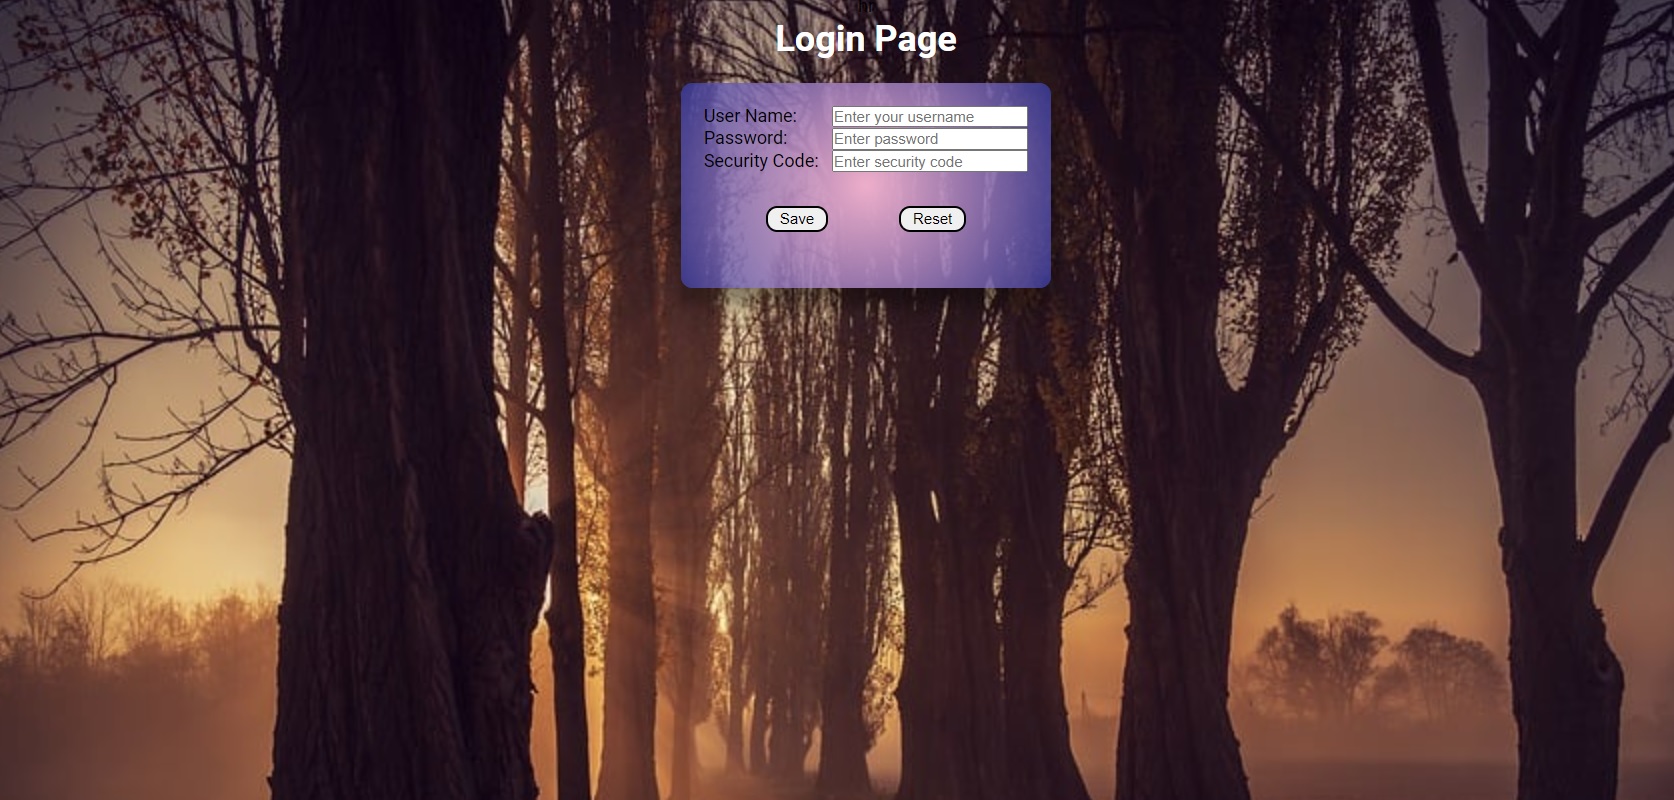 Login Page
User Name: Enter your username
Password: Enter password
Security Code: Enter security code
Save Reset